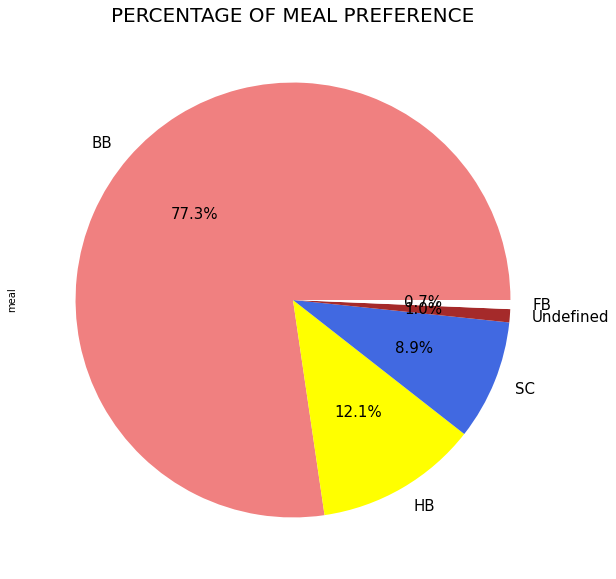 PERCENTAGE OF MEAL PREFERENCE
BB
77.3%
meal
0.7%
FB
1.0%
Undefined
8.9%
SC
12.1%
HB